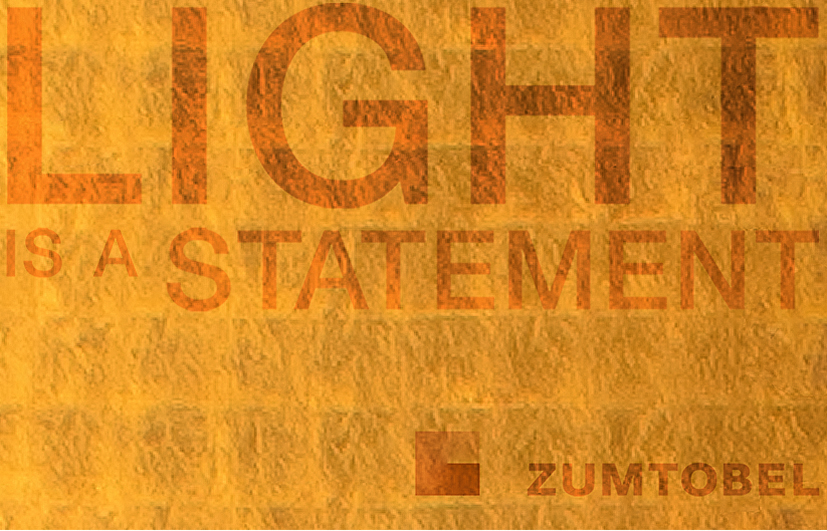 LIGHT
IS A STATEMENT
ZUMTOBEL